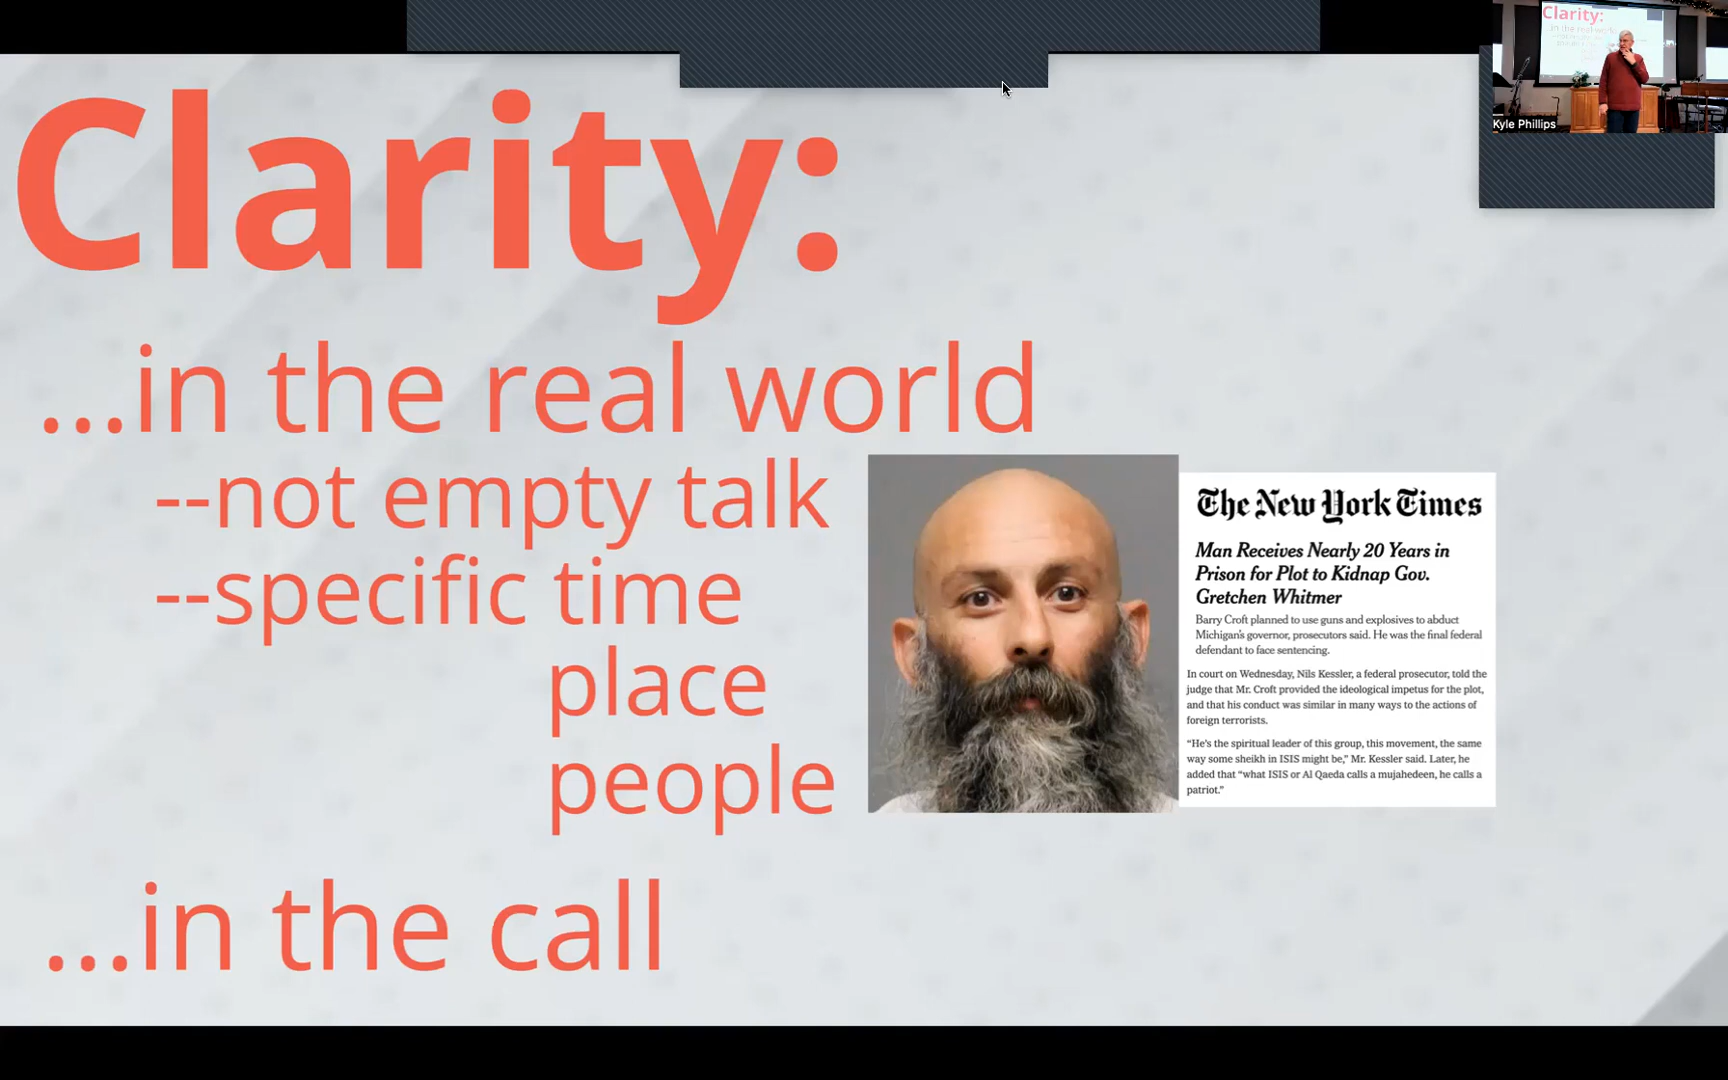 Clarity:
...in the real world
--not empty talk
--specific time
place
people
...in the call
The New York Times
Man Receives Nearly 20 Years in
Prison for Plot to Kidnap Gov.
Gretchen Whitmer
Barry Croft planned to use guns and explosives to abduct
Michigan's governor, prosecutors said. He was the final federal
defendant to face sentencing.
In court on Wednesday, Nils Kessler, a federal prosecutor, told the
judge that Mr. Croft provided the ideological impetus for the plot,
and that his conduct was similar in many ways to the actions of
foreign terrorists.
“He's the spiritual leader of this group, this movement, the same
way some sheikh in ISIS might be,” Mr. Kessler said. Later, he
added that “what ISIS or Al Qaeda calls a mujahedeen, he calls a
patriot.”
Clarity:
in the real
Kyle Phillips